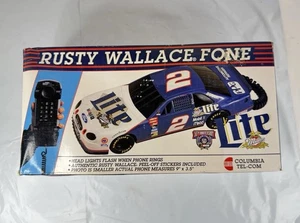 RUSTY WALLACE FONE
2
Lite
Lite
2
Lite
•HEAD LIGHTS FLASH WHEN PHONE RINGS
•AUTHENTIC RUSTY WALLACE PEEL-OFF STICKERS INCLUDED
•PHOTO IS SMALLER ACTUAL PHONE MEASURES 9" X 3.5"
COLUMBIA
TEL-COM